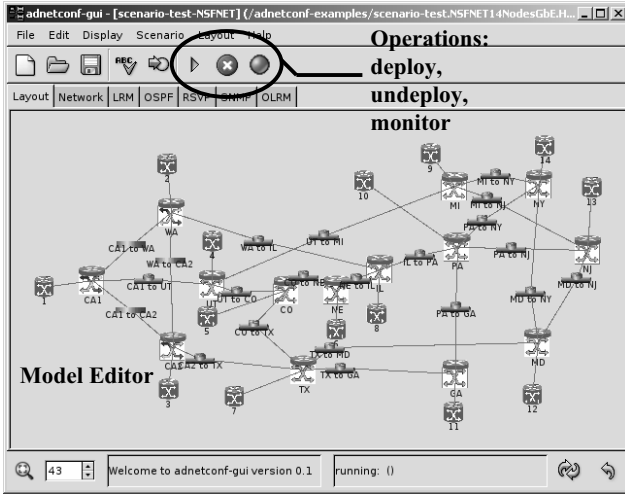 adnetconf-gui - [scenario-test-NSFNET] (/adnetconf-examples/scenario-test.NSFNET14NodesGbE.H...
File Edit Display Scenario Layout Help
Operations:
deploy,
undeploy,
monitor
ABC
Layout Network LRM OSPF RSVP SNMP OLRM
2
9
14
10
13
MI to NY
MI
NY
MI to NJ
WA
4
PA to NY
CA1 to WA
WA to IL
UT to MI
WA to CA2
IL to PA
PA
PA to NJ
NJ
CA1
CA1 to UT
UT
UT to CO
IL
MD to NY
MD to NJ
1
CO
NE
5
8
CA1 to CA2
CO to TX
PA to GA
6
TX to MD
MD
CA2 to TX
TX
TX to GA
GA
Model Editor
3
7
11
12
43
Welcome to adnetconf-gui version 0.1
running: ()